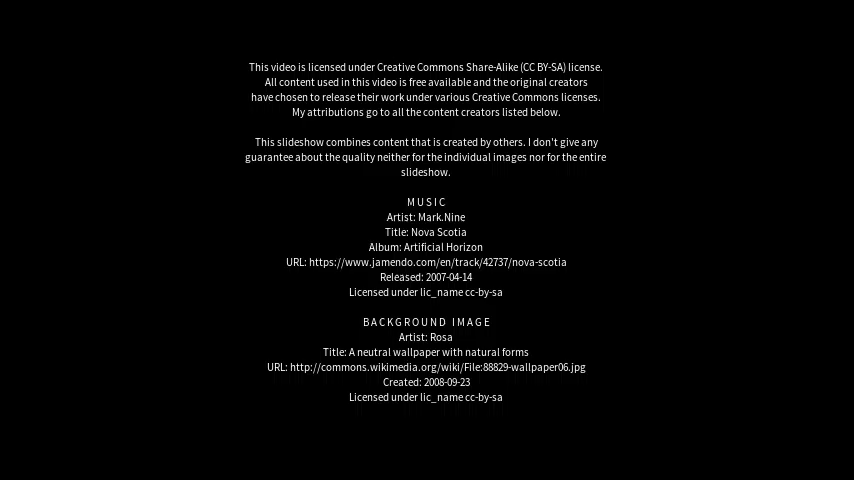 This video is licensed under Creative Commons Share-Alike (CC BY-SA) license.
All content used in this video is free available and the original creators
have chosen to release their work under various Creative Commons licenses.
My attributions go to all the content creators listed below.
This slideshow combines content that is created by others. I don't give any
guarantee about the quality neither for the individual images nor for the entire
slideshow.
M U S I C
Artist: Mark.Nine
Title: Nova Scotia
Album: Artificial Horizon
URL: https://www.jamendo.com/en/track/42737/nova-scotia
Released: 2007-04-14
Licensed under lic_name cc-by-sa
B A C K G R O U N D  I M A G E
Artist: Rosa
Title: A neutral wallpaper with natural forms
URL: http://commons.wikimedia.org/wiki/File:88829-wallpaper06.jpg
Created: 2008-09-23
Licensed under lic_name cc-by-sa